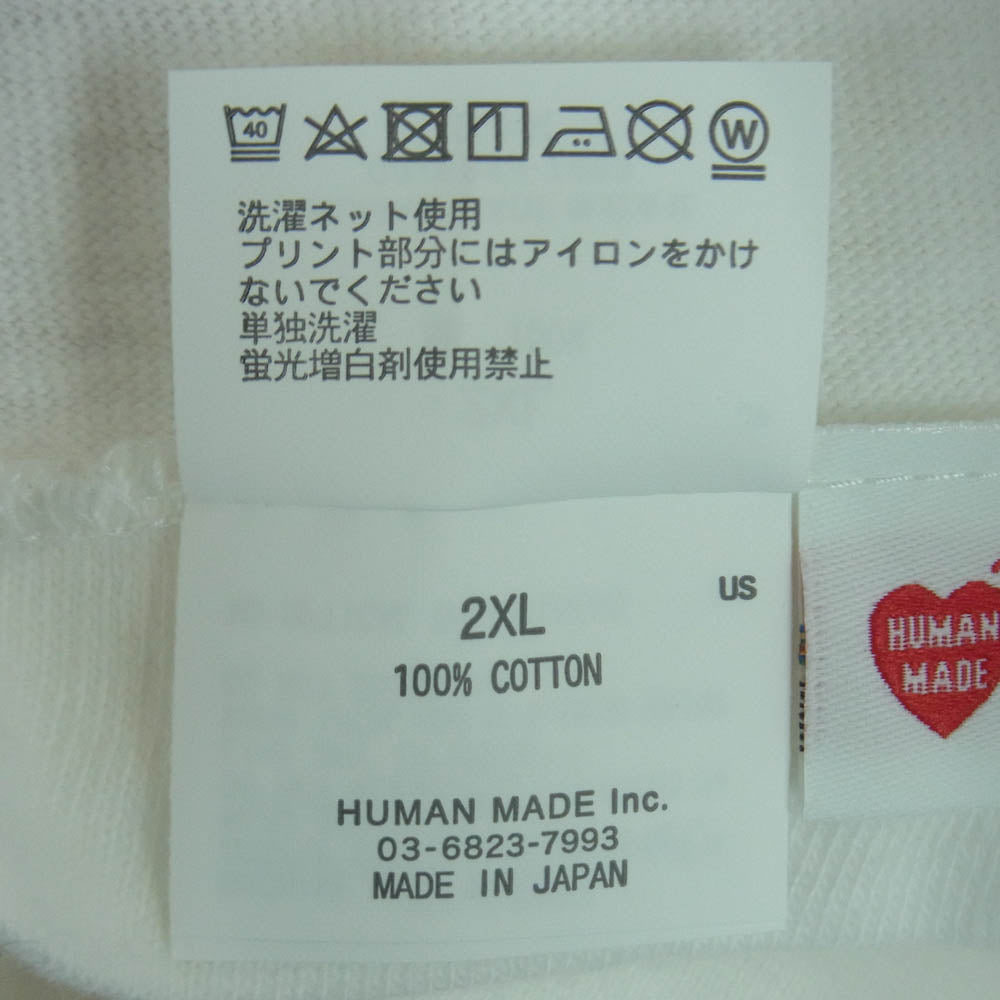 40
W
洗濯ネット使用
プリント部分にはアイロンをかけ
ないでください
単独洗濯
蛍光増白剤使用禁止
US
2XL
100% COTTON
HUMAN MADE Inc.
03-6823-7993
MADE IN JAPAN
HUMAN
MADE